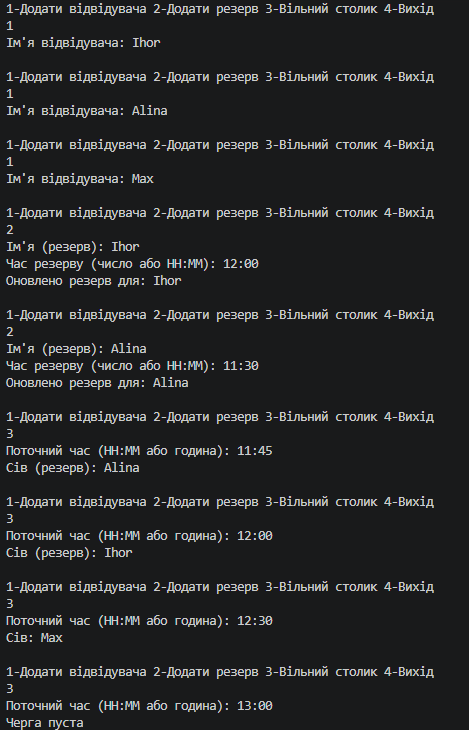 1-Додати відвідувача 2-Додати резерв 3-Вільний столик 4-Вихід
1
Ім'я відвідувача: Ihor
1-Додати відвідувача 2-Додати резерв 3-Вільний столик 4-Вихід
1
Ім'я відвідувача: Alina
1-Додати відвідувача 2-Додати резерв 3-Вільний столик 4-Вихід
1
Ім'я відвідувача: Max
1-Додати відвідувача 2-Додати резерв 3-Вільний столик 4-Вихід
2
Ім'я (резерв): Ihor
Час резерву (число або HH:MM): 12:00
Оновлено резерв для: Ihor
1-Додати відвідувача 2-Додати резерв 3-Вільний столик 4-Вихід
2
Ім'я (резерв): Alina
Час резерву (число або HH:MM): 11:30
Оновлено резерв для: Alina
1-Додати відвідувача 2-Додати резерв 3-Вільний столик 4-Вихід
3
Поточний час (HH:MM або година): 11:45
Сів (резерв): Alina
1-Додати відвідувача 2-Додати резерв 3-Вільний столик 4-Вихід
3
Поточний час (HH:MM або година): 12:00
Сів (резерв): Ihor
1-Додати відвідувача 2-Додати резерв 3-Вільний столик 4-Вихід
3
Поточний час (HH:MM або година): 12:30
Сів: Max
1-Додати відвідувача 2-Додати резерв 3-Вільний столик 4-Вихід
3
Поточний час (HH:MM або година): 13:00
Черга пуста